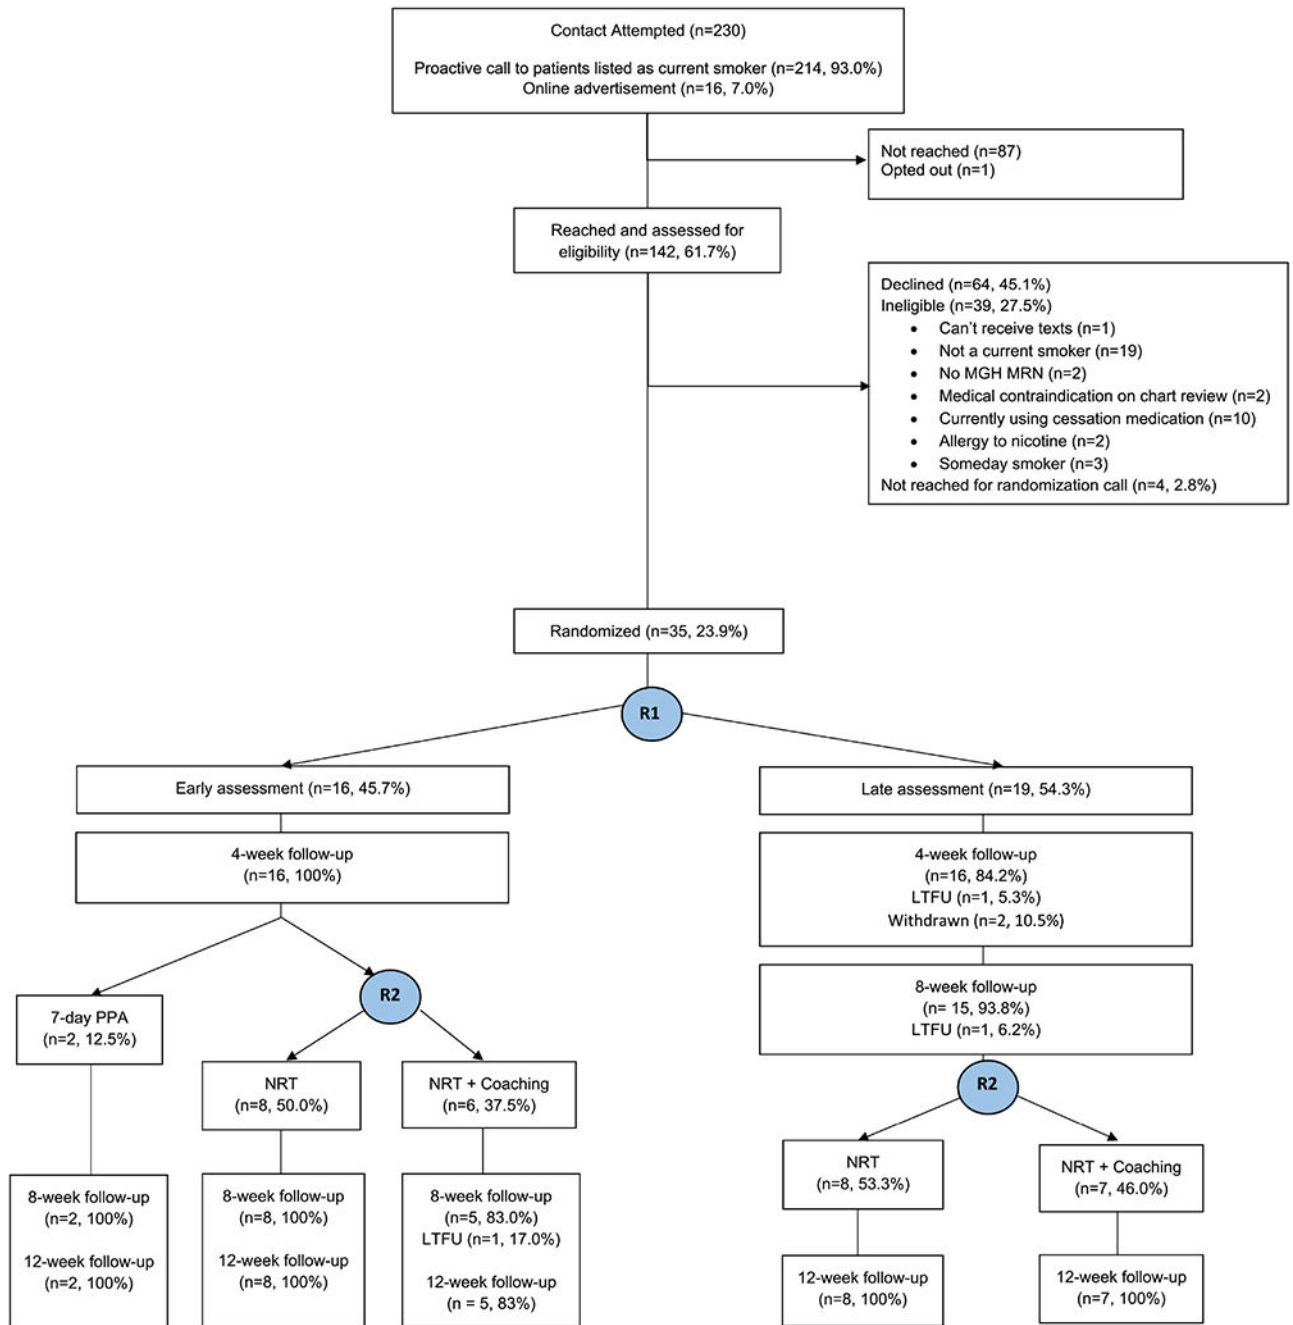 Contact Attempted (n=230)
Proactive call to patients listed as current smoker (n=214, 93.0%)
Online advertisement (n=16, 7.0%)
Not reached (n=87)
Opted out (n=1)
Reached and assessed for
eligibility (n=142, 61.7%)
Declined (n=64, 45.1%)
Ineligible (n=39, 27.5%)
• Can't receive texts (n=1)
• Not a current smoker (n=19)
• No MGH MRN (n=2)
• Medical contraindication on chart review (n=2)
• Currently using cessation medication (n=10)
• Allergy to nicotine (n=2)
• Someday smoker (n=3)
Not reached for randomization call (n=4, 2.8%)
Randomized (n=35, 23.9%)
R1
Early assessment (n=16, 45.7%)
4-week follow-up
(n=16, 100%)
R2
7-day PPA
(n=2, 12.5%)
NRT
(n=8, 50.0%)
NRT + Coaching
(n=6, 37.5%)
8-week follow-up
(n=2, 100%)
12-week follow-up
(n=2, 100%)
8-week follow-up
(n=8, 100%)
12-week follow-up
(n=8, 100%)
8-week follow-up
(n=5, 83.0%)
LTFU (n=1, 17.0%)
12-week follow-up
(n = 5, 83%)
Late assessment (n=19, 54.3%)
4-week follow-up
(n=16, 84.2%)
LTFU (n=1, 5.3%)
Withdrawn (n=2, 10.5%)
8-week follow-up
(n= 15, 93.8%)
LTFU (n=1, 6.2%)
R2
NRT
(n=8, 53.3%)
NRT + Coaching
(n=7, 46.0%)
12-week follow-up
(n=8, 100%)
12-week follow-up
(n=7, 100%)